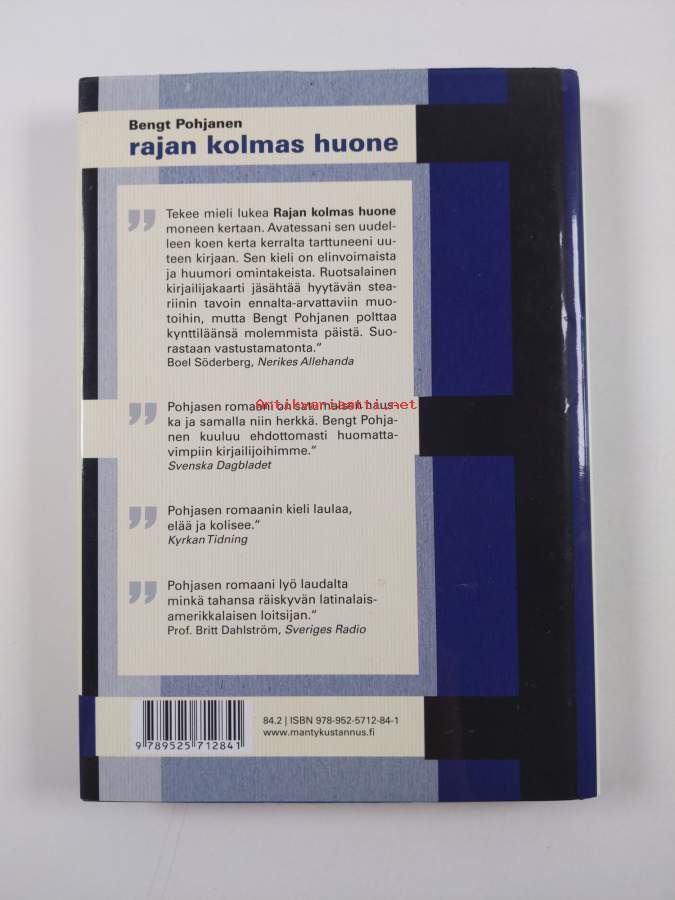 Bengt Pohjanen
rajan kolmas huone
Tekee mieli lukea Rajan kolmas huone
moneen kertaan. Avatessani sen uudel-
leen koen kerta kerralta tarttuneeni uu-
teen kirjaan. Sen kieli on elinvoimaista
ja huumori omintakeista. Ruotsalainen
kirjailijakaarti jäsähtää hyytävän stea-
riinin tavoin ennalta-arvattaviin muo-
toihin, mutta Bengt Pohjanen polttaa
kynttiläänsä molemmista päistä. Suo-
rastaan vastustamatonta.”
Boel Söderberg, Nerikes Allehanda
Antikvariaatti.net
Pohjasen romaani on satumaisen haus-
ka ja samalla niin herkkä. Bengt Pohja-
nen kuuluu ehdottomasti huomatta-
vimpiin kirjailijoihimme.”
Svenska Dagbladet
Pohjasen romaanin kieli laulaa,
elää ja kolisee.”
Kyrkan Tidning
Pohjasen romaani lyö laudalta
minkä tahansa räiskyvän latinalais-
amerikkalaisen loitsijan.”
Prof. Britt Dahlström, Sveriges Radio
84.2 | ISBN 978-952-5712-84-1
www.mantykustannus.fi
9 789525 712841